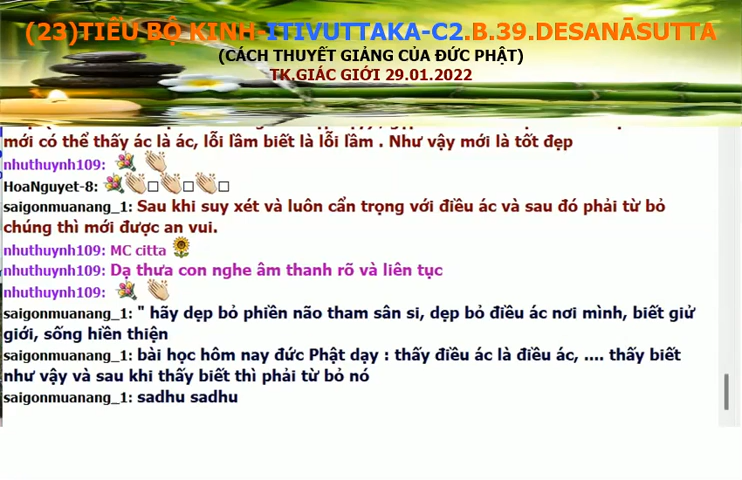 (23)TIỂU BỘ KINH-ITIVUTTAKA-C2.B.39.DESANĀSUTTA
(CÁCH THUYẾT GIẢNG CỦA ĐỨC PHẬT)
TK.GIÁC GIỚI 29.01.2022
mới có thể thấy ác là ác, lỗi lầm biết là lỗi lầm . Như vậy mới là tốt đẹp
nhuthuynh109:
HoaNguyet-8:
saigonmuanang_1: Sau khi suy xét và luôn cẩn trọng với điều ác và sau đó phải từ bỏ
chúng thì mới được an vui.
nhuthuynh109: MC citta
nhuthuynh109: Dạ thưa con nghe âm thanh rõ và liên tục
nhuthuynh109:
saigonmuanang_1: " hãy dẹp bỏ phiền não tham sân si, dẹp bỏ điều ác nơi mình, biết giử
giới, sống hiền thiện
saigonmuanang_1: bài học hôm nay đức Phật dạy : thấy điều ác là điều ác, .... thấy biết
như vậy và sau khi thấy biết thì phải từ bỏ nó
saigonmuanang_1: sadhu sadhu